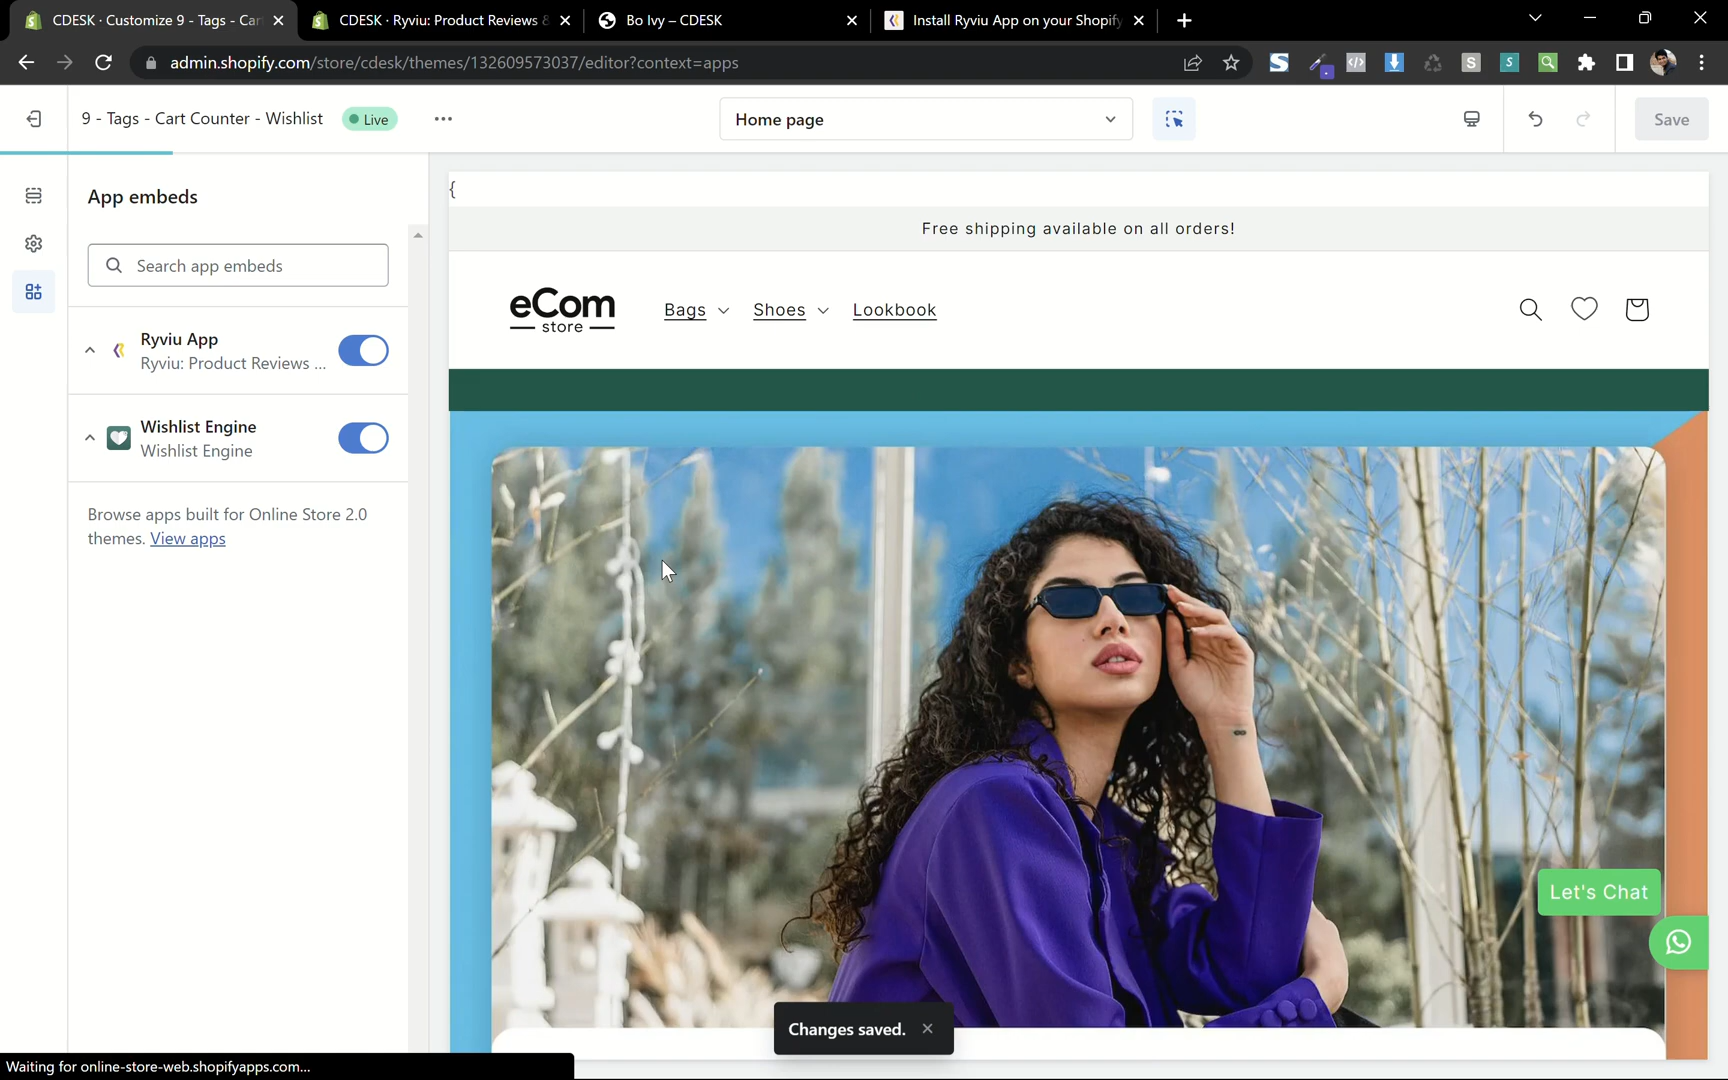 CDESK · Customize 9 - Tags - Car
CDESK · Ryviu: Product Reviews &
Bo Ivy – CDESK
Install Ryviu App on your Shopify
admin.shopify.com/store/cdesk/themes/132609573037/editor?context=apps
9 - Tags - Cart Counter - Wishlist
Live
Home page
Save
App embeds
Search app embeds
Ryviu App
Ryviu: Product Reviews ...
Wishlist Engine
Wishlist Engine
Browse apps built for Online Store 2.0
themes. View apps
{
Free shipping available on all orders!
eCom
store
Bags
Shoes
Lookbook
Let's Chat
Changes saved.
Waiting for online-store-web.shopifyapps.com...